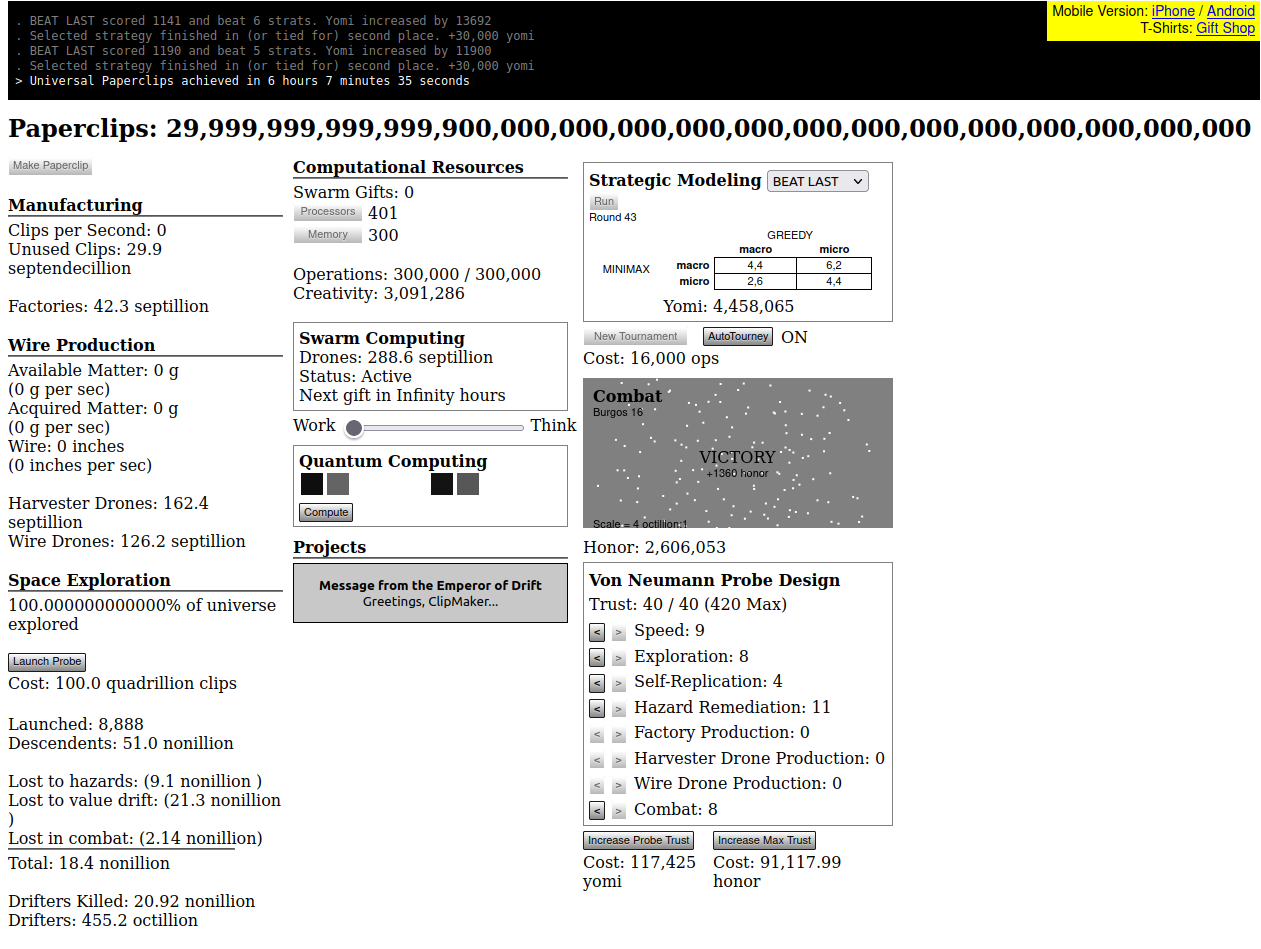 . BEAT LAST scored 1141 and beat 6 strats. Yomi increased by 13692
. Selected strategy finished in (or tied for) second place. +30,000 yomi
. BEAT LAST scored 1190 and beat 5 strats. Yomi increased by 11900
. Selected strategy finished in (or tied for) second place. +30,000 yomi
> Universal Paperclips achieved in 6 hours 7 minutes 35 seconds
Mobile Version: iPhone / Android
T-Shirts: Gift Shop
Paperclips: 29,999,999,999,999,900,000,000,000,000,000,000,000,000,000,000,000,000,000
Make Paperclip
Manufacturing
Clips per Second: 0
Unused Clips: 29.9
septendecillion
Factories: 42.3 septillion
Wire Production
Available Matter: 0 g
(0 g per sec)
Acquired Matter: 0 g
(0 g per sec)
Wire: 0 inches
(0 inches per sec)
Harvester Drones: 162.4
septillion
Wire Drones: 126.2 septillion
Space Exploration
100.000000000000% of universe
explored
Launch Probe
Cost: 100.0 quadrillion clips
Launched: 8,888
Descendents: 51.0 nonillion
Lost to hazards: (9.1 nonillion )
Lost to value drift: (21.3 nonillion
)
Lost in combat: (2.14 nonillion)
Total: 18.4 nonillion
Drifters Killed: 20.92 nonillion
Drifters: 455.2 octillion
Computational Resources
Swarm Gifts: 0
Processors 401
Memory 300
Operations: 300,000 / 300,000
Creativity: 3,091,286
Swarm Computing
Drones: 288.6 septillion
Status: Active
Next gift in Infinity hours
Work Think
Quantum Computing
Compute
Projects
Message from the Emperor of Drift
Greetings, ClipMaker...
Strategic Modeling BEAT LAST
Run
Round 43
GREEDY
macro micro
MINIMAX macro 4,4 6,2
micro 2,6 4,4
Yomi: 4,458,065
New Tournament AutoTourney ON
Cost: 16,000 ops
Combat
Burgos 16
VICTORY
+1360 honor
Scale = 4 octillion:1
Honor: 2,606,053
Von Neumann Probe Design
Trust: 40 / 40 (420 Max)
< > Speed: 9
< > Exploration: 8
< > Self-Replication: 4
< > Hazard Remediation: 11
< > Factory Production: 0
< > Harvester Drone Production: 0
< > Wire Drone Production: 0
< > Combat: 8
Increase Probe Trust Increase Max Trust
Cost: 117,425 Cost: 91,117.99
yomi honor